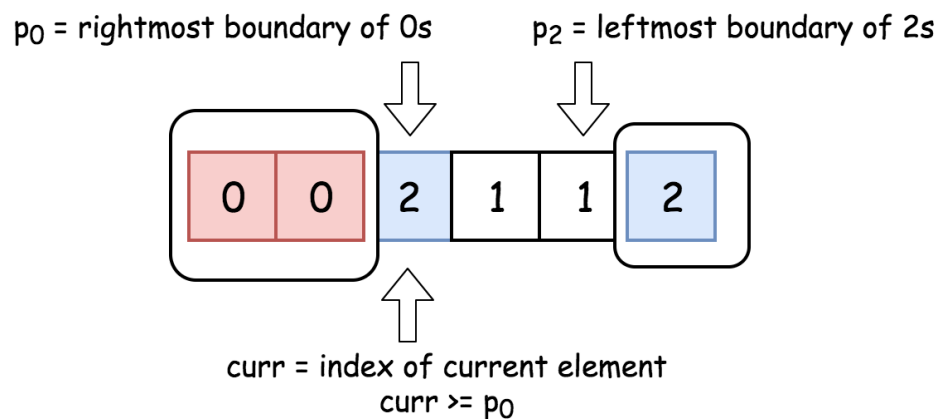 p₀ = rightmost boundary of 0s
p₂ = leftmost boundary of 2s
0 0 2 1 1 2
curr = index of current element
curr >= p₀